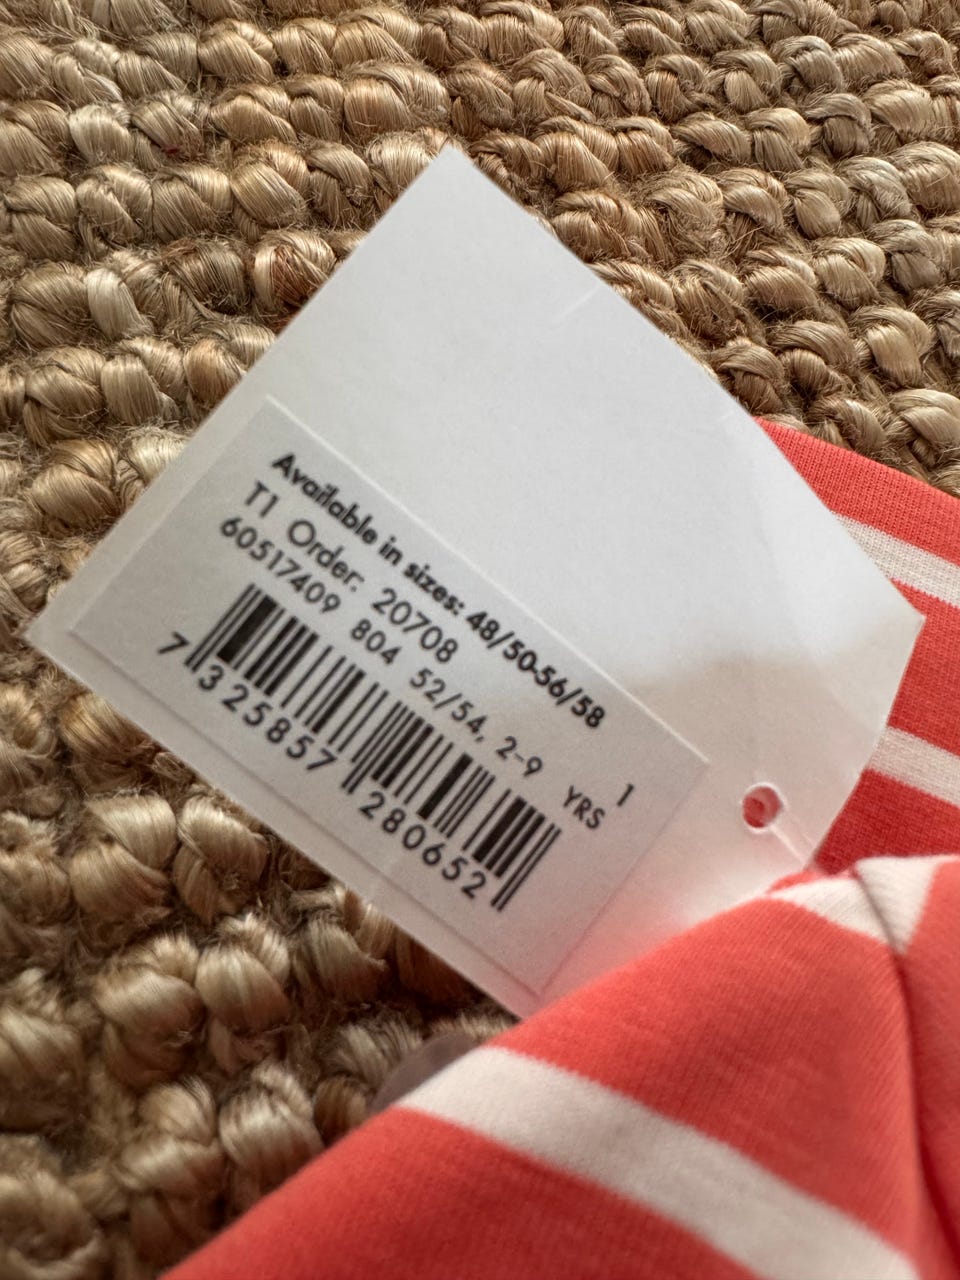 Available in sizes: 48/50-56/58
T1 Order: 20708 1
60517409 804 52/54, 2-9 YRS
7 325857 280652